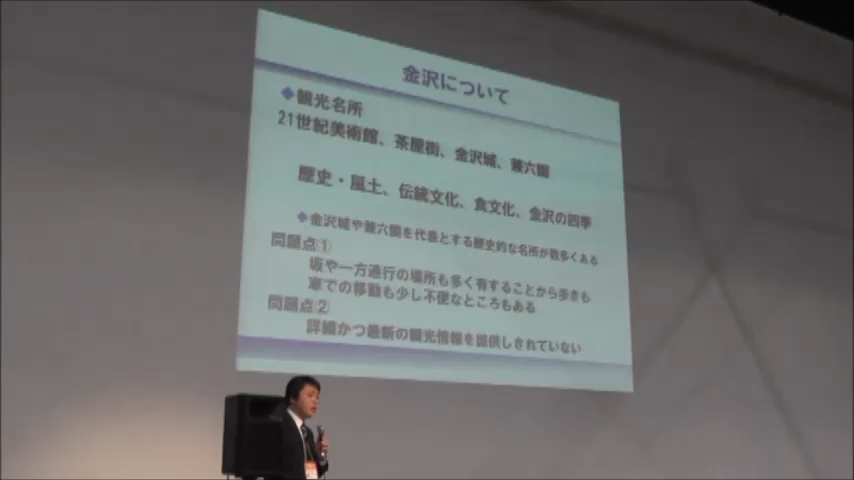 金沢について
◆観光名所
21世紀美術館、茶屋街、金沢城、兼六園
歴史・風土、伝統文化、食文化、金沢の四季
◆金沢城や兼六園を代表とする歴史的な名所が数多くある
問題点①
坂や一方通行の場所も多く有することから歩きも
車での移動も少し不便なところもある
問題点②
詳細かつ最新の観光情報を提供しきれていない